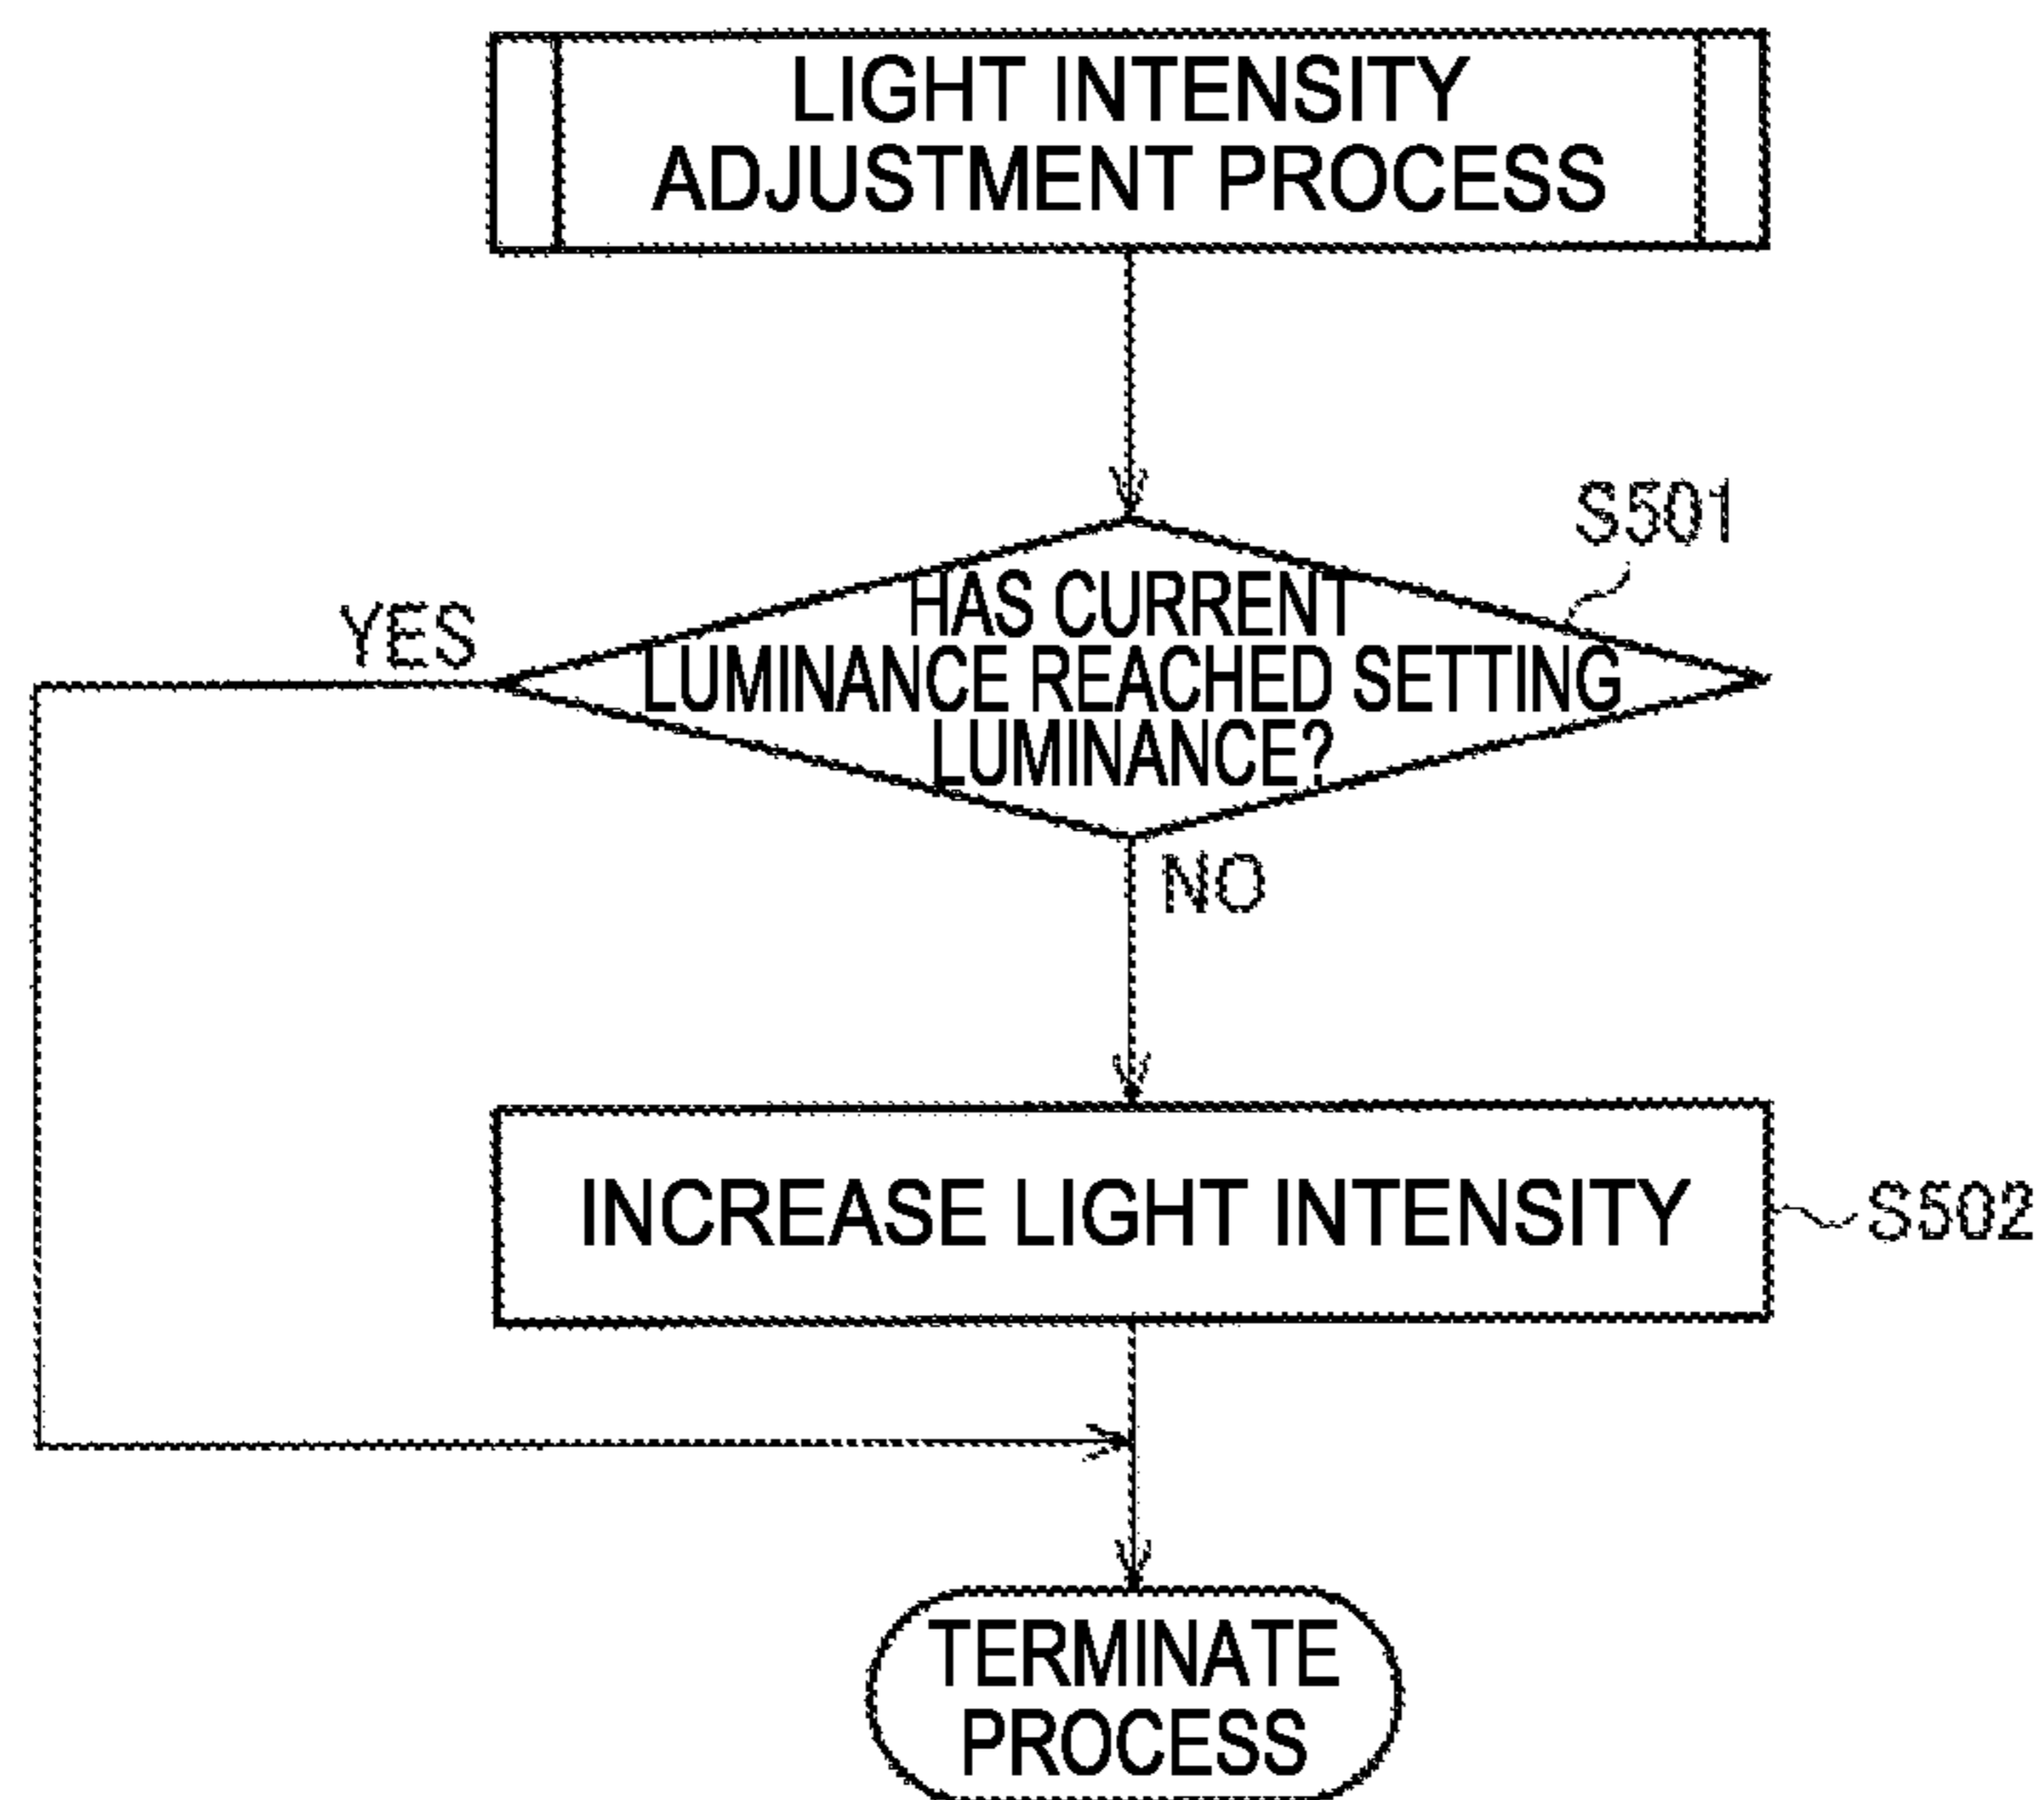 LIGHT INTENSITY
ADJUSTMENT PROCESS
S501
HAS CURRENT
YES
LUMINANCE REACHED SETTING
LUMINANCE?
NO
INCREASE LIGHT INTENSITY
S502
TERMINATE
PROCESS